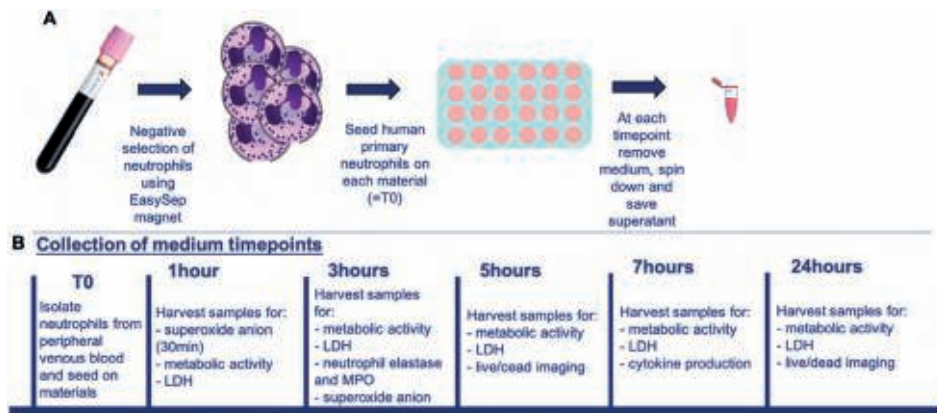 A
Negative
selection of
neutrophils
using
EasySep
magnet
Seed human
primary
neutrophils on
each material
(=T0)
At each
timepoint
remove
medium, spin
down and
save
superatant
B Collection of medium timepoints
T0
Isolate
neutrophils from
peripheral
venous blood
and seed on
materials
1hour
Harvest samples for:
- superoxide anion
(30min)
- metabolic activity
- LDH
3hours
Harvest samples
for:
- metabolic activity
- LDH
- neutrophil elastase
and MPO
- superoxide anion
5hours
Harvest samples for:
- metabolic activity
- LDH
- live/cead imaging
7hours
Harvest samples for:
- metabolic activity
- LDH
- cytokine production
24hours
Harvest samples for:
- metabolic activity
- LDH
- live/dead imaging